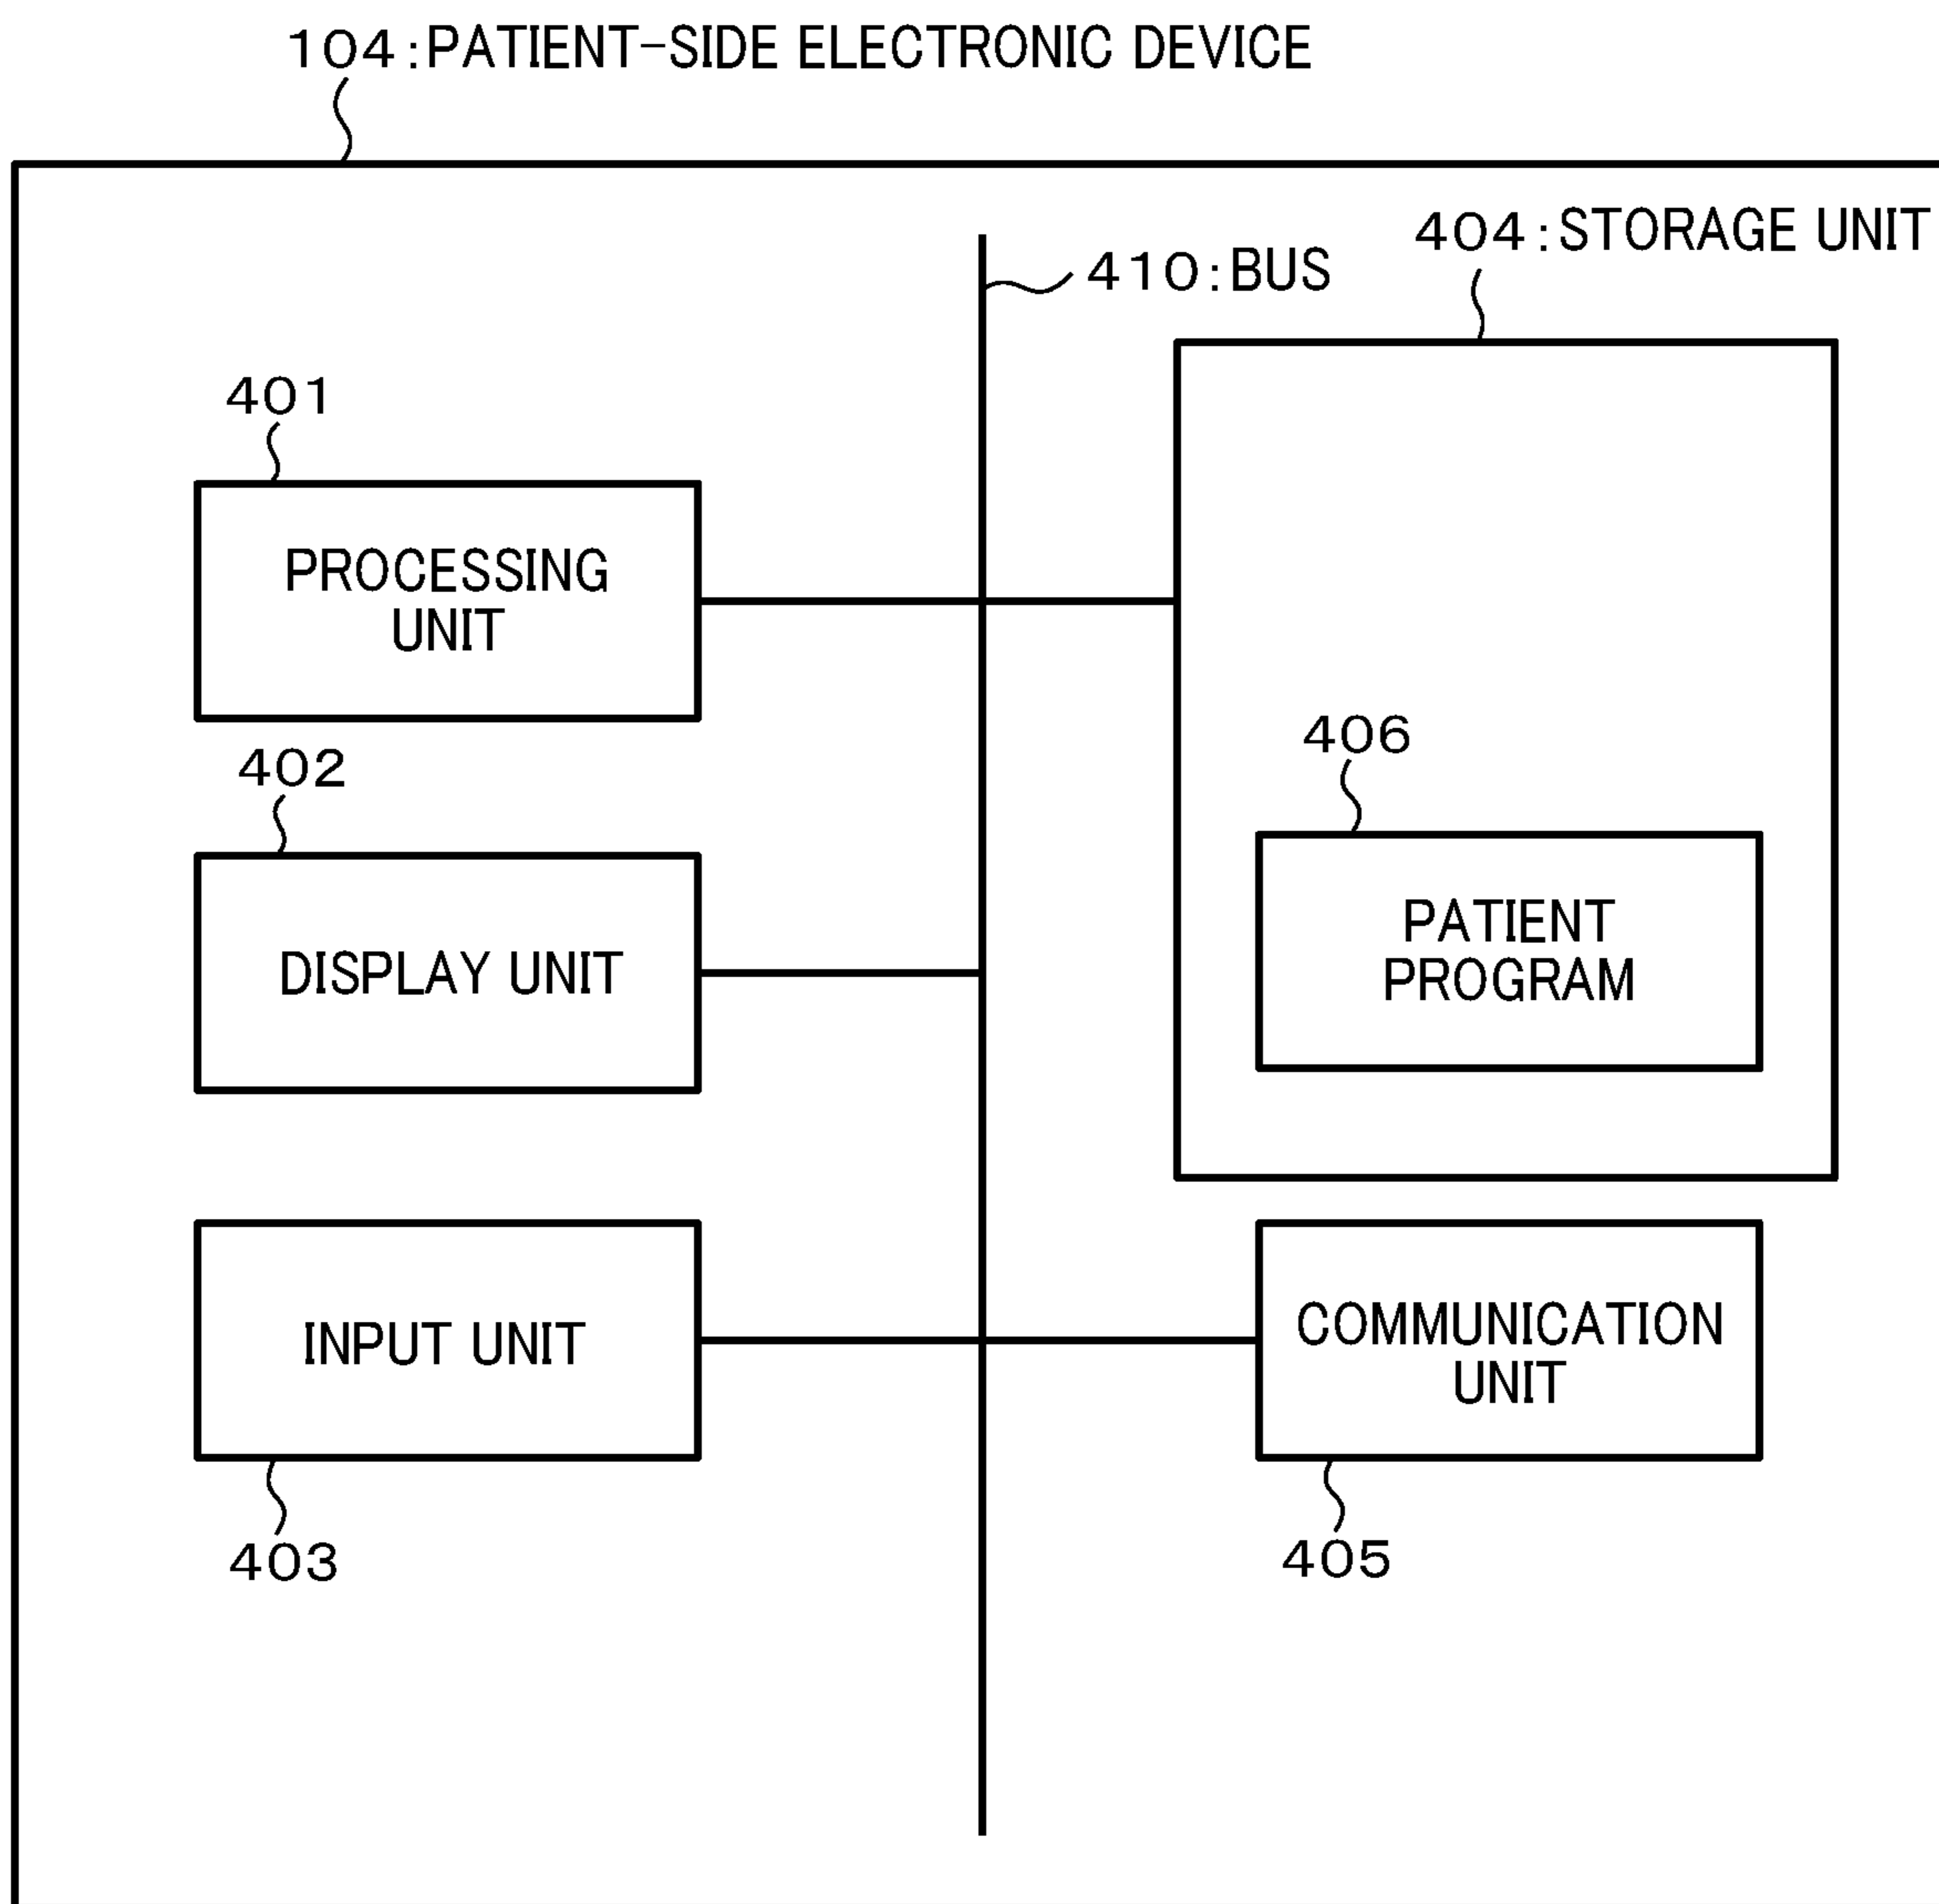 104:PATIENT-SIDE ELECTRONIC DEVICE
404:STORAGE UNIT
410:BUS
401
PROCESSING
UNIT
402
DISPLAY UNIT
406
PATIENT
PROGRAM
INPUT UNIT
403
COMMUNICATION
UNIT
405